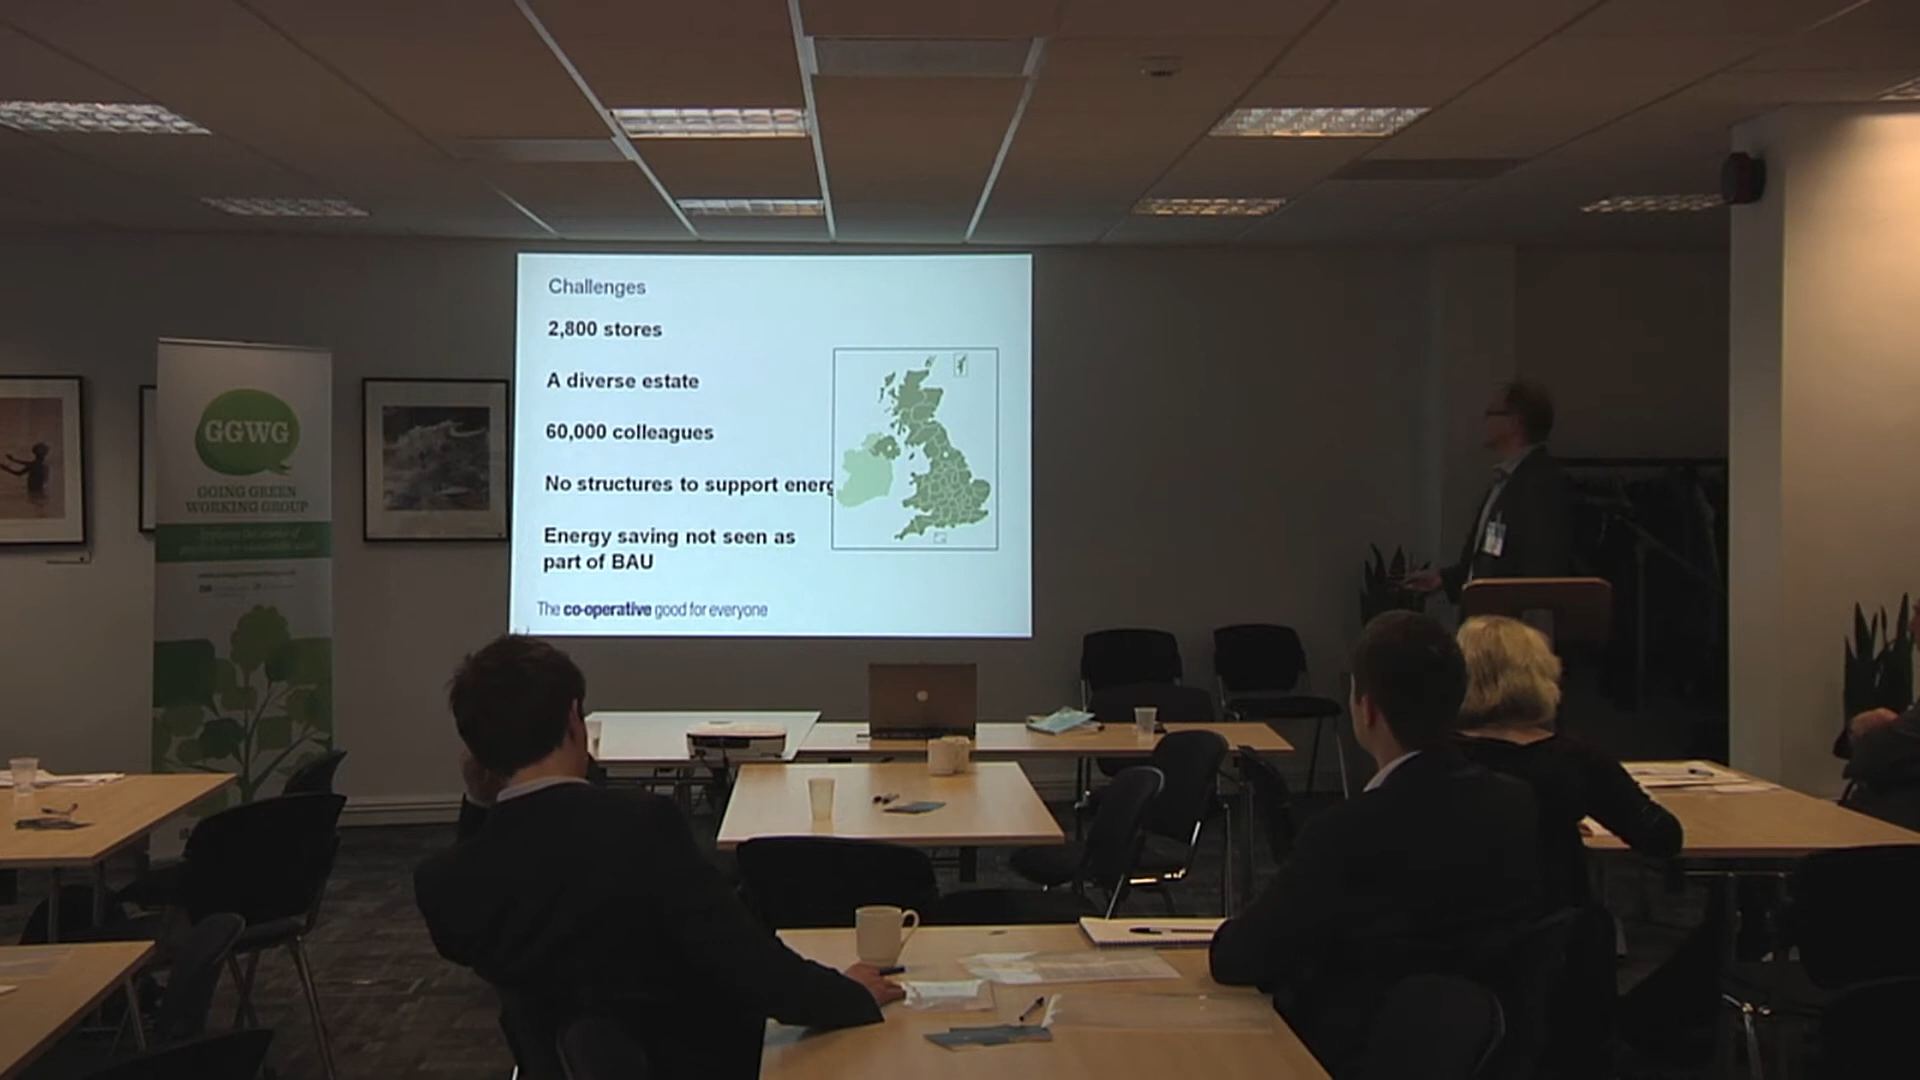 Challenges
2,800 stores
A diverse estate
60,000 colleagues
No structures to support energ
Energy saving not seen as
part of BAU
The co-operative good for everyone
GGWG
GOING GREEN
WORKING GROUP